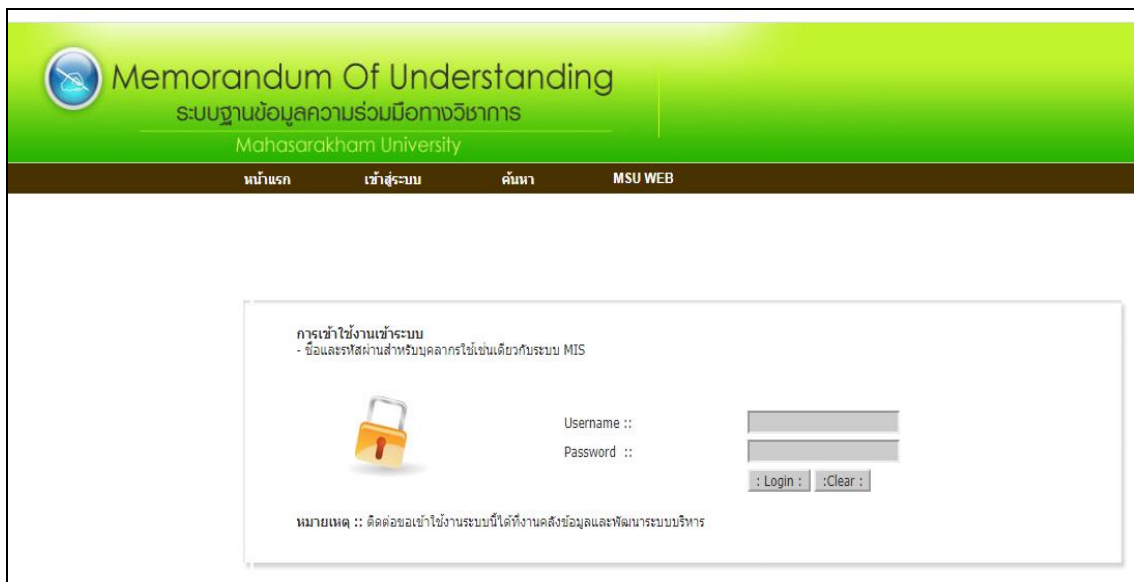 Memorandum Of Understanding
ระบบฐานข้อมูลความร่วมมือทางวิชาการ
Mahasarakham University
หน้าแรก เข้าสู่ระบบ ค้นหา MSU WEB
การเข้าใช้งานเข้าระบบ
- ชื่อและรหัสผ่านสำหรับบุคลากรใช้เช่นเดียวกับระบบ MIS
Username ::
Password ::
: Login : :Clear :
หมายเหตุ :: ติดต่อขอเข้าใช้งานระบบนี้ได้ที่งานคลังข้อมูลและพัฒนาระบบบริหาร